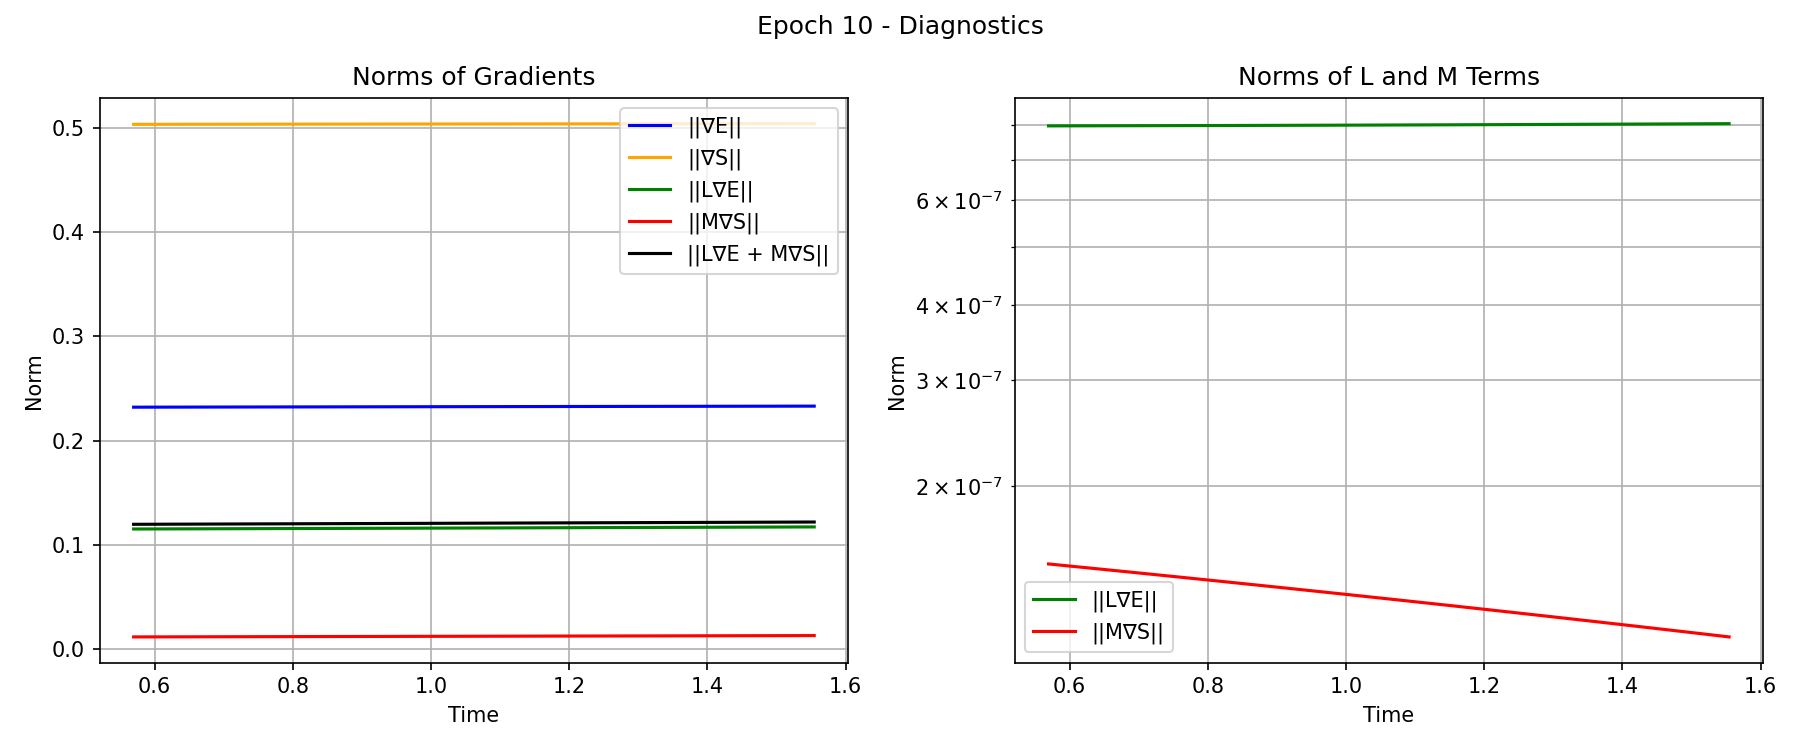 Epoch 10 - Diagnostics
Norms of Gradients
0.5
0.4
0.3
0.2
0.1
0.0
Norm
||∇E||
||∇S||
||L∇E||
||M∇S||
||L∇E + M∇S||
0.6 0.8 1.0 1.2 1.4 1.6
Time
Norms of L and M Terms
6 × 10⁻⁷
4 × 10⁻⁷
3 × 10⁻⁷
2 × 10⁻⁷
Norm
||L∇E||
||M∇S||
0.6 0.8 1.0 1.2 1.4 1.6
Time